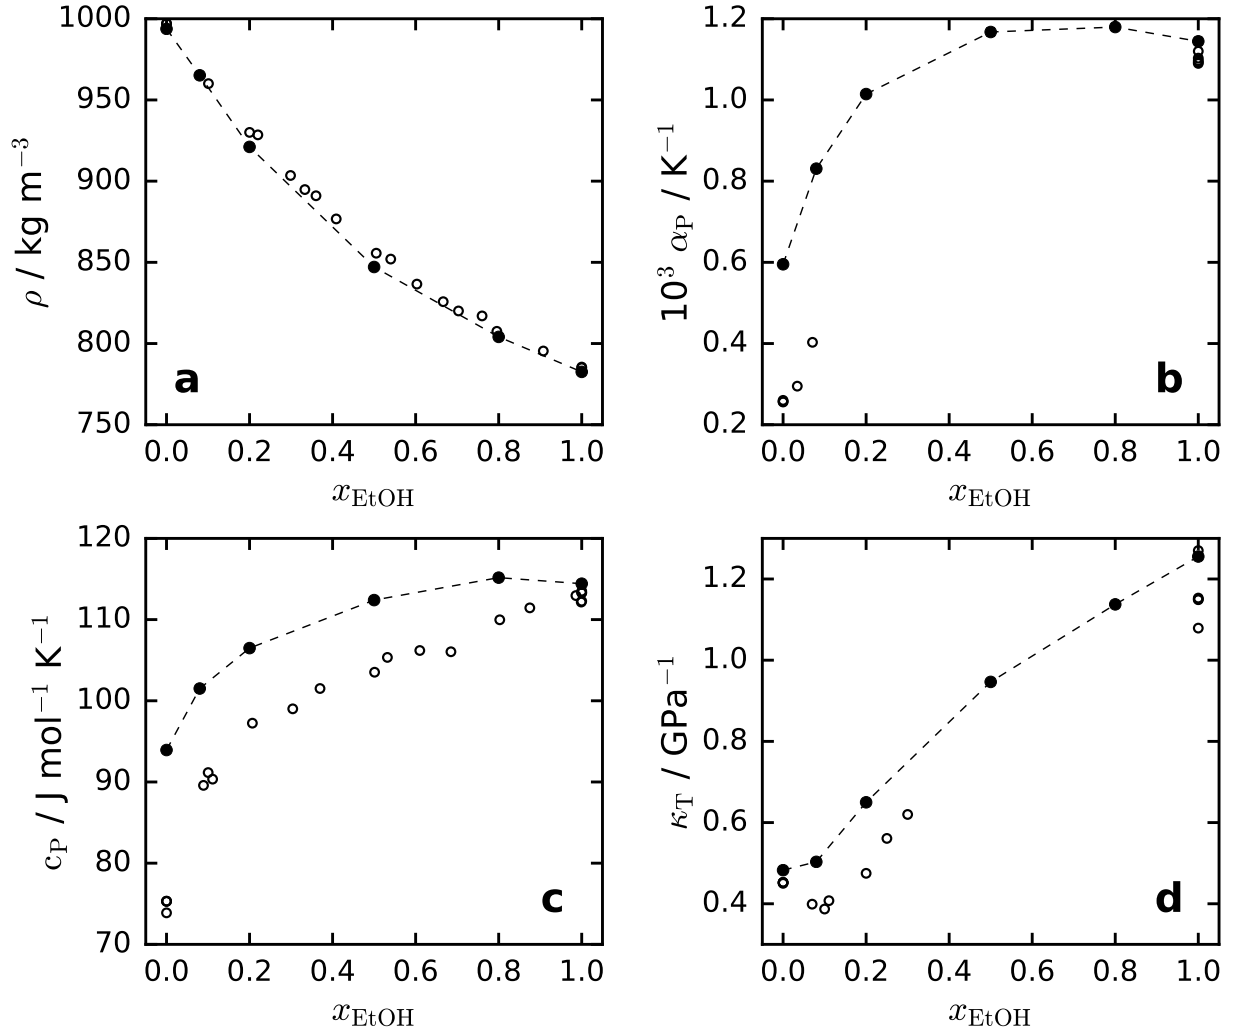 1000
950
900
850
800
750
ρ / kg m⁻³
a
0.0 0.2 0.4 0.6 0.8 1.0
x_EtOH
1.2
1.0
0.8
0.6
0.4
0.2
10³ α_P / K⁻¹
b
0.0 0.2 0.4 0.6 0.8 1.0
x_EtOH
120
110
100
90
80
70
c_P / J mol⁻¹ K⁻¹
c
0.0 0.2 0.4 0.6 0.8 1.0
x_EtOH
1.2
1.0
0.8
0.6
0.4
κ_T / GPa⁻¹
d
0.0 0.2 0.4 0.6 0.8 1.0
x_EtOH